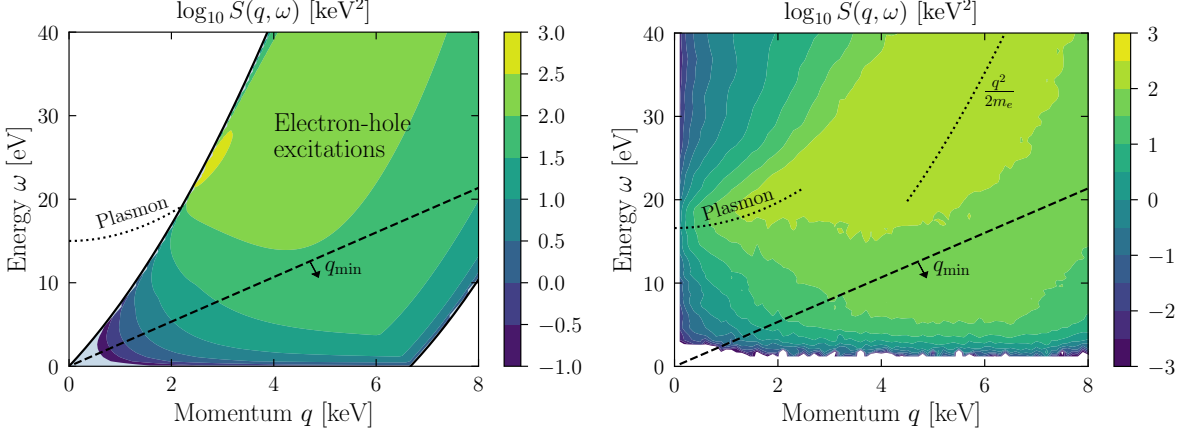 log₁₀ S(q, ω) [keV²]
40
30
20
10
0
Energy ω [eV]
Electron-hole
excitations
Plasmon
q_min
0
2
4
6
8
Momentum q [keV]
3.0
2.5
2.0
1.5
1.0
0.5
0.0
−0.5
−1.0
log₁₀ S(q, ω) [keV²]
40
30
20
10
0
Energy ω [eV]
q²/2mₑ
Plasmon
q_min
0
2
4
6
8
Momentum q [keV]
3
2
1
0
−1
−2
−3